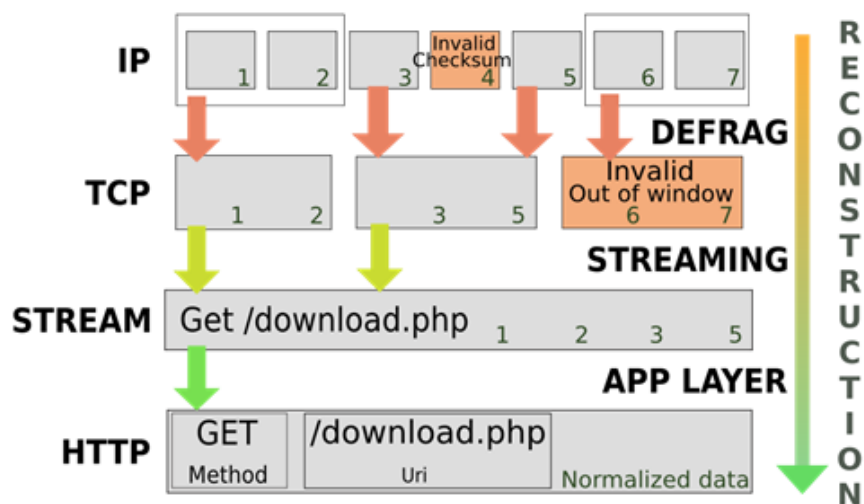 IP
1 2 3 Invalid Checksum 4 5 6 7
DEFRAG
TCP
1 2 3 5 Invalid Out of window 6 7
STREAMING
STREAM
Get /download.php 1 2 3 5
APP LAYER
HTTP
GET /download.php
Method Uri Normalized data
RECONSTRUCTION